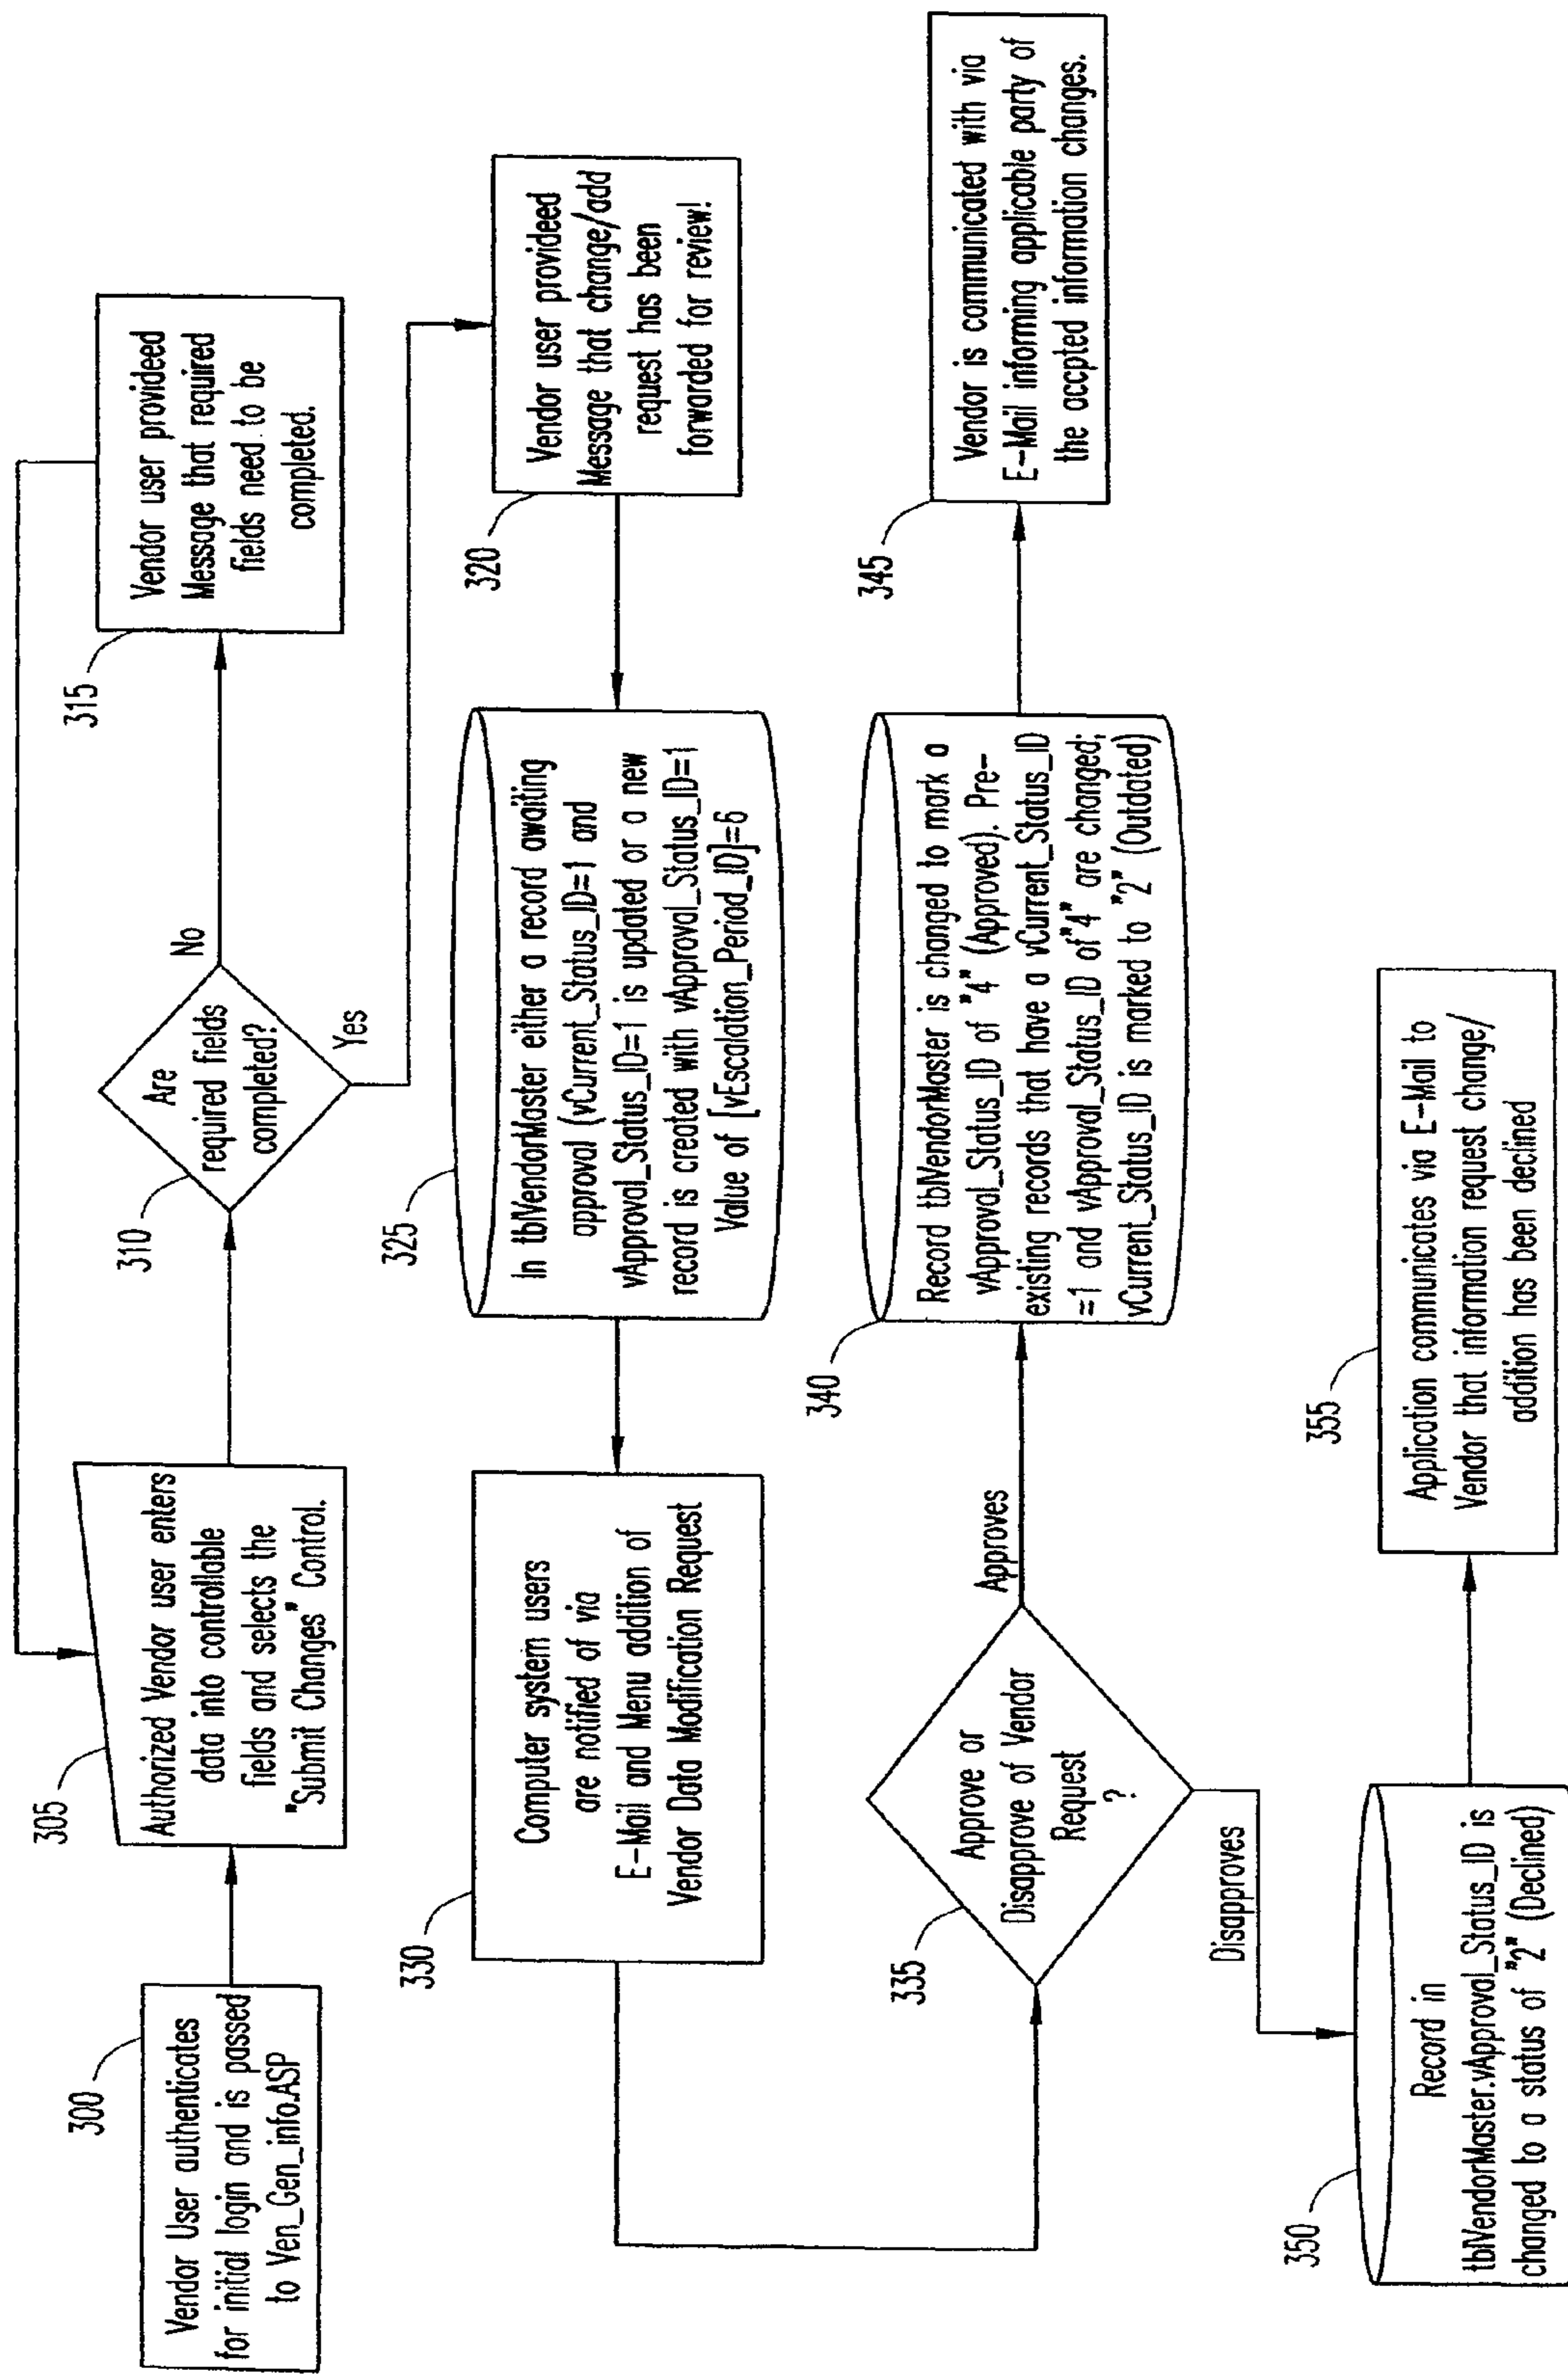 300
Vendor User authenticates
for initial login and is passed
to Ven_Gen_info.ASP
305
Authorized Vendor user enters
data into controllable
fields and selects the
"Submit Changes" Control.
310
Are
required fields
completed?
No
Yes
315
Vendor user provideed
Message that required
fields need to be
completed.
320
Vendor user provideed
Message that change/add
request has been
forwarded for review!
325
In tblVendorMaster either a record awaiting
approval (vCurrent_Status_ID=1 and
vApproval_Status_ID=1 is updated or a new
record is created with vApproval_Status_ID=1
Value of [vEscalation_Period_ID]=6
330
Computer system users
are notified of via
E-Mail and Menu addition of
Vendor Data Modification Request
335
Approve or
Disapprove of Vendor
Request
?
Approves
Disapproves
340
Record tblVendorMaster is changed to mark a
vApproval_Status_ID of "4" (Approved). Pre-
existing records that have a vCurrent_Status_ID
=1 and vApproval_Status_ID of"4" are changed;
vCurrent_Status_ID is marked to "2" (Outdated)
345
Vendor is communicated with via
E-Mail informing applicable party of
the accpted information changes.
350
Record in
tblVendorMaster.vApproval_Status_ID is
changed to a status of "2" (Declined)
355
Application communicates via E-Mail to
Vendor that information request change/
addition has been declined